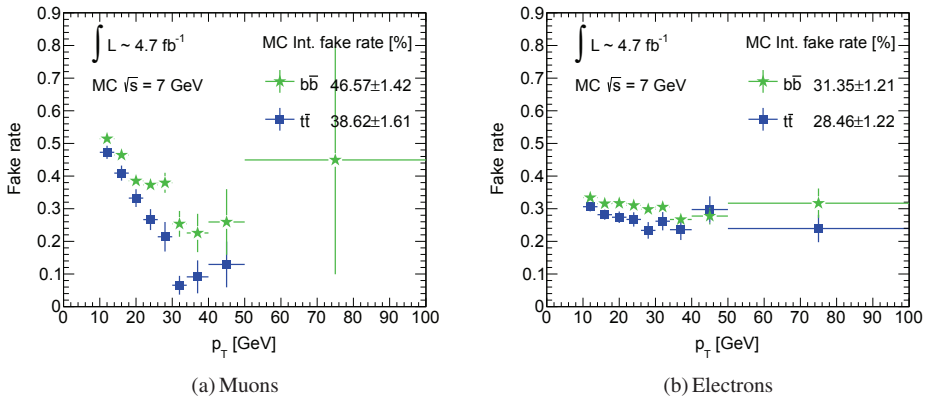 ∫ L ~ 4.7 fb⁻¹
MC √s = 7 GeV
MC Int. fake rate [%]
bb̄ 46.57±1.42
tt̄ 38.62±1.61
Fake rate
0.9
0.8
0.7
0.6
0.5
0.4
0.3
0.2
0.1
0
0 10 20 30 40 50 60 70 80 90 100
p_T [GeV]
(a) Muons
∫ L ~ 4.7 fb⁻¹
MC √s = 7 GeV
MC Int. fake rate [%]
bb̄ 31.35±1.21
tt̄ 28.46±1.22
Fake rate
0.9
0.8
0.7
0.6
0.5
0.4
0.3
0.2
0.1
0
0 10 20 30 40 50 60 70 80 90 100
p_T [GeV]
(b) Electrons